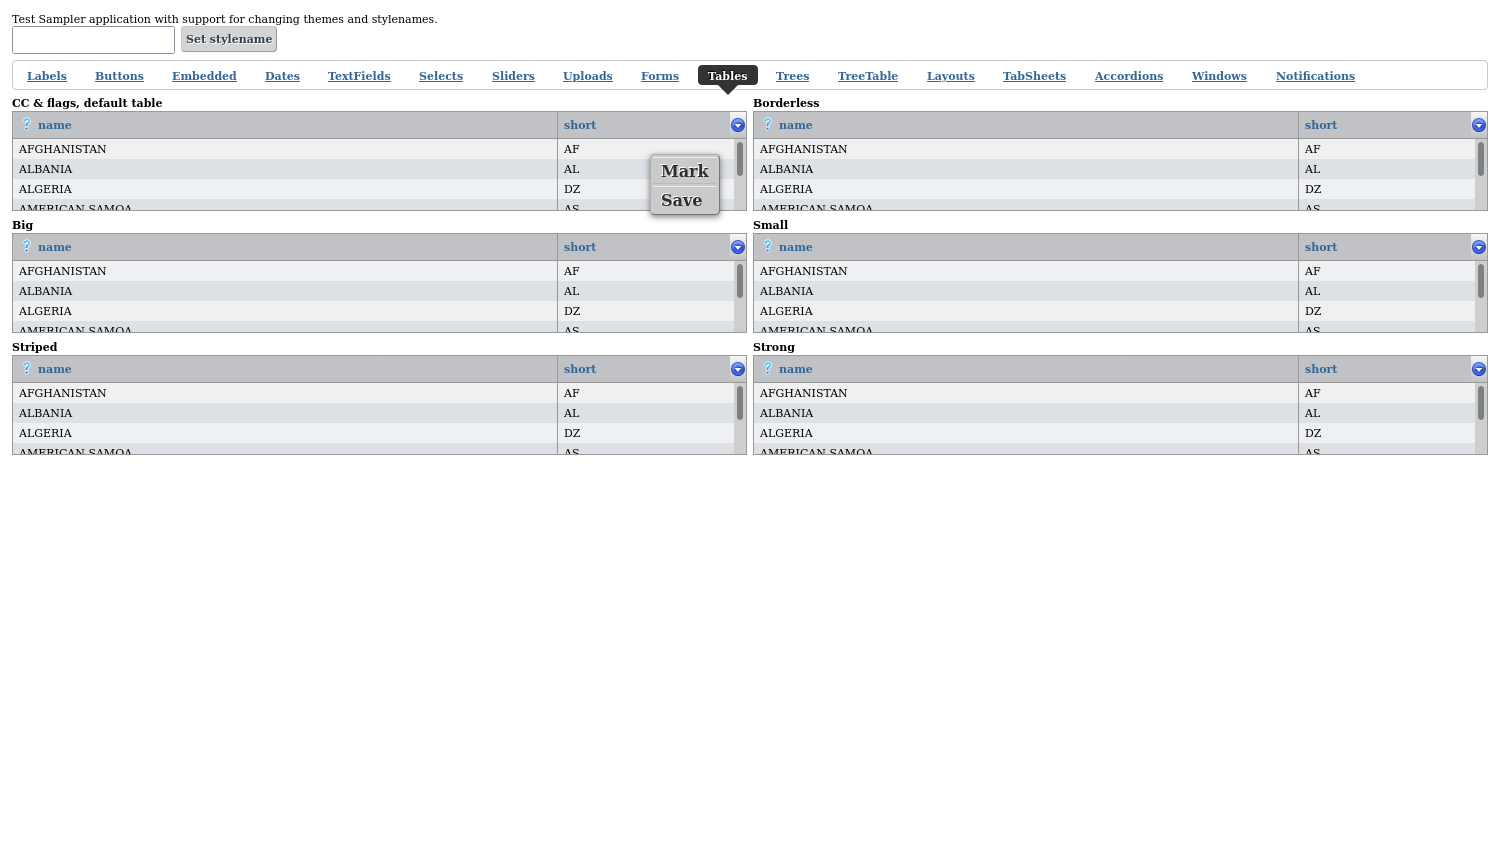 Test Sampler application with support for changing themes and stylenames.
Set stylename
Labels Buttons Embedded Dates TextFields Selects Sliders Uploads Forms Tables Trees TreeTable Layouts TabSheets Accordions Windows Notifications
CC & flags, default table Borderless
? name short ? name short
AFGHANISTAN AF AFGHANISTAN AF
ALBANIA AL ALBANIA AL
Mark
ALGERIA DZ ALGERIA DZ
Save
AMERICAN SAMOA AS AMERICAN SAMOA AS
Big Small
? name short ? name short
AFGHANISTAN AF AFGHANISTAN AF
ALBANIA AL ALBANIA AL
ALGERIA DZ ALGERIA DZ
AMERICAN SAMOA AS AMERICAN SAMOA AS
Striped Strong
? name short ? name short
AFGHANISTAN AF AFGHANISTAN AF
ALBANIA AL ALBANIA AL
ALGERIA DZ ALGERIA DZ
AMERICAN SAMOA AS AMERICAN SAMOA AS